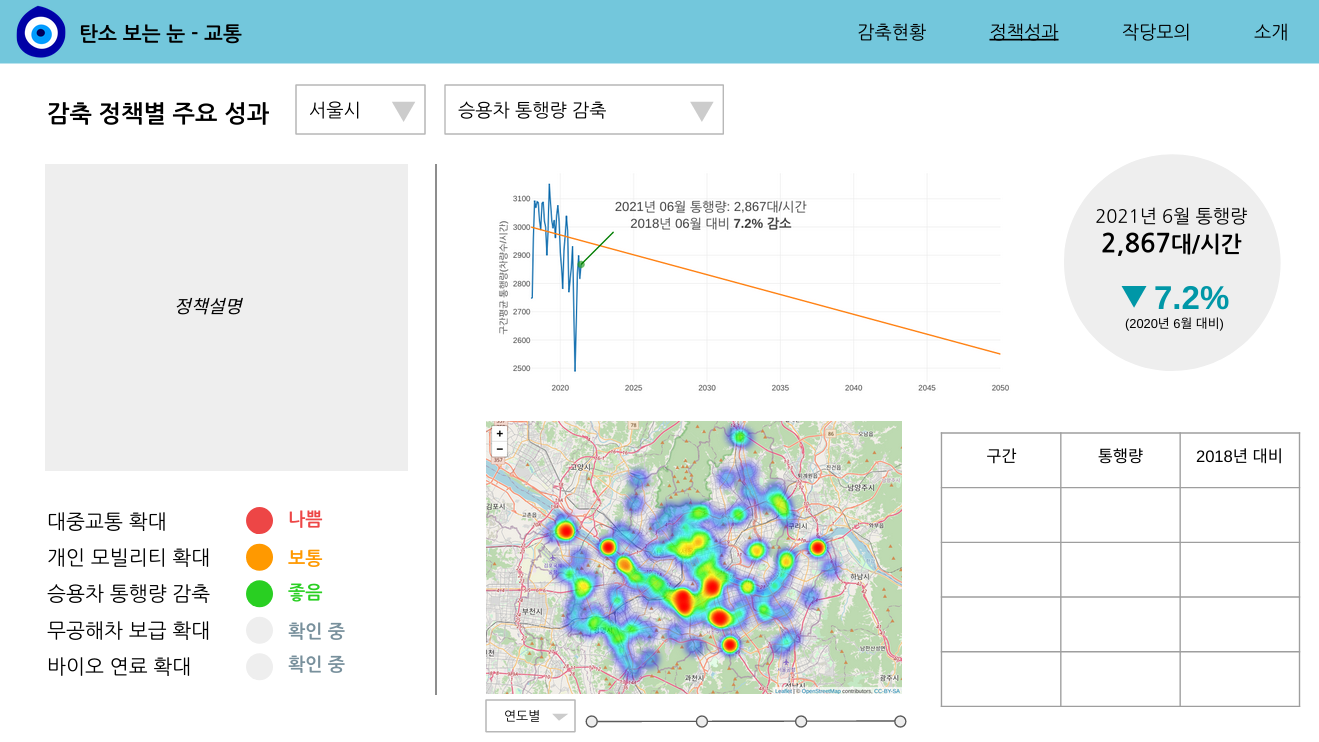 탄소 보는 눈 - 교통
감축현황
정책성과
작당모의
소개
감축 정책별 주요 성과
서울시
승용차 통행량 감축
정책설명
대중교통 확대
나쁨
개인 모빌리티 확대
보통
승용차 통행량 감축
좋음
무공해차 보급 확대
확인 중
바이오 연료 확대
확인 중
구간평균 통행량(차량수/시간)
3100
3000
2900
2800
2700
2600
2500
2020
2025
2030
2035
2040
2045
2050
2021년 06월 통행량: 2,867대/시간
2018년 06월 대비 7.2% 감소
2021년 6월 통행량
2,867대/시간
▼ 7.2%
(2020년 6월 대비)
+
−
고양시
김포시
남양주시
구리시
하남시
부천시
과천시
광주시
Leaflet | © OpenStreetMap contributors, CC-BY-SA
연도별
구간
통행량
2018년 대비